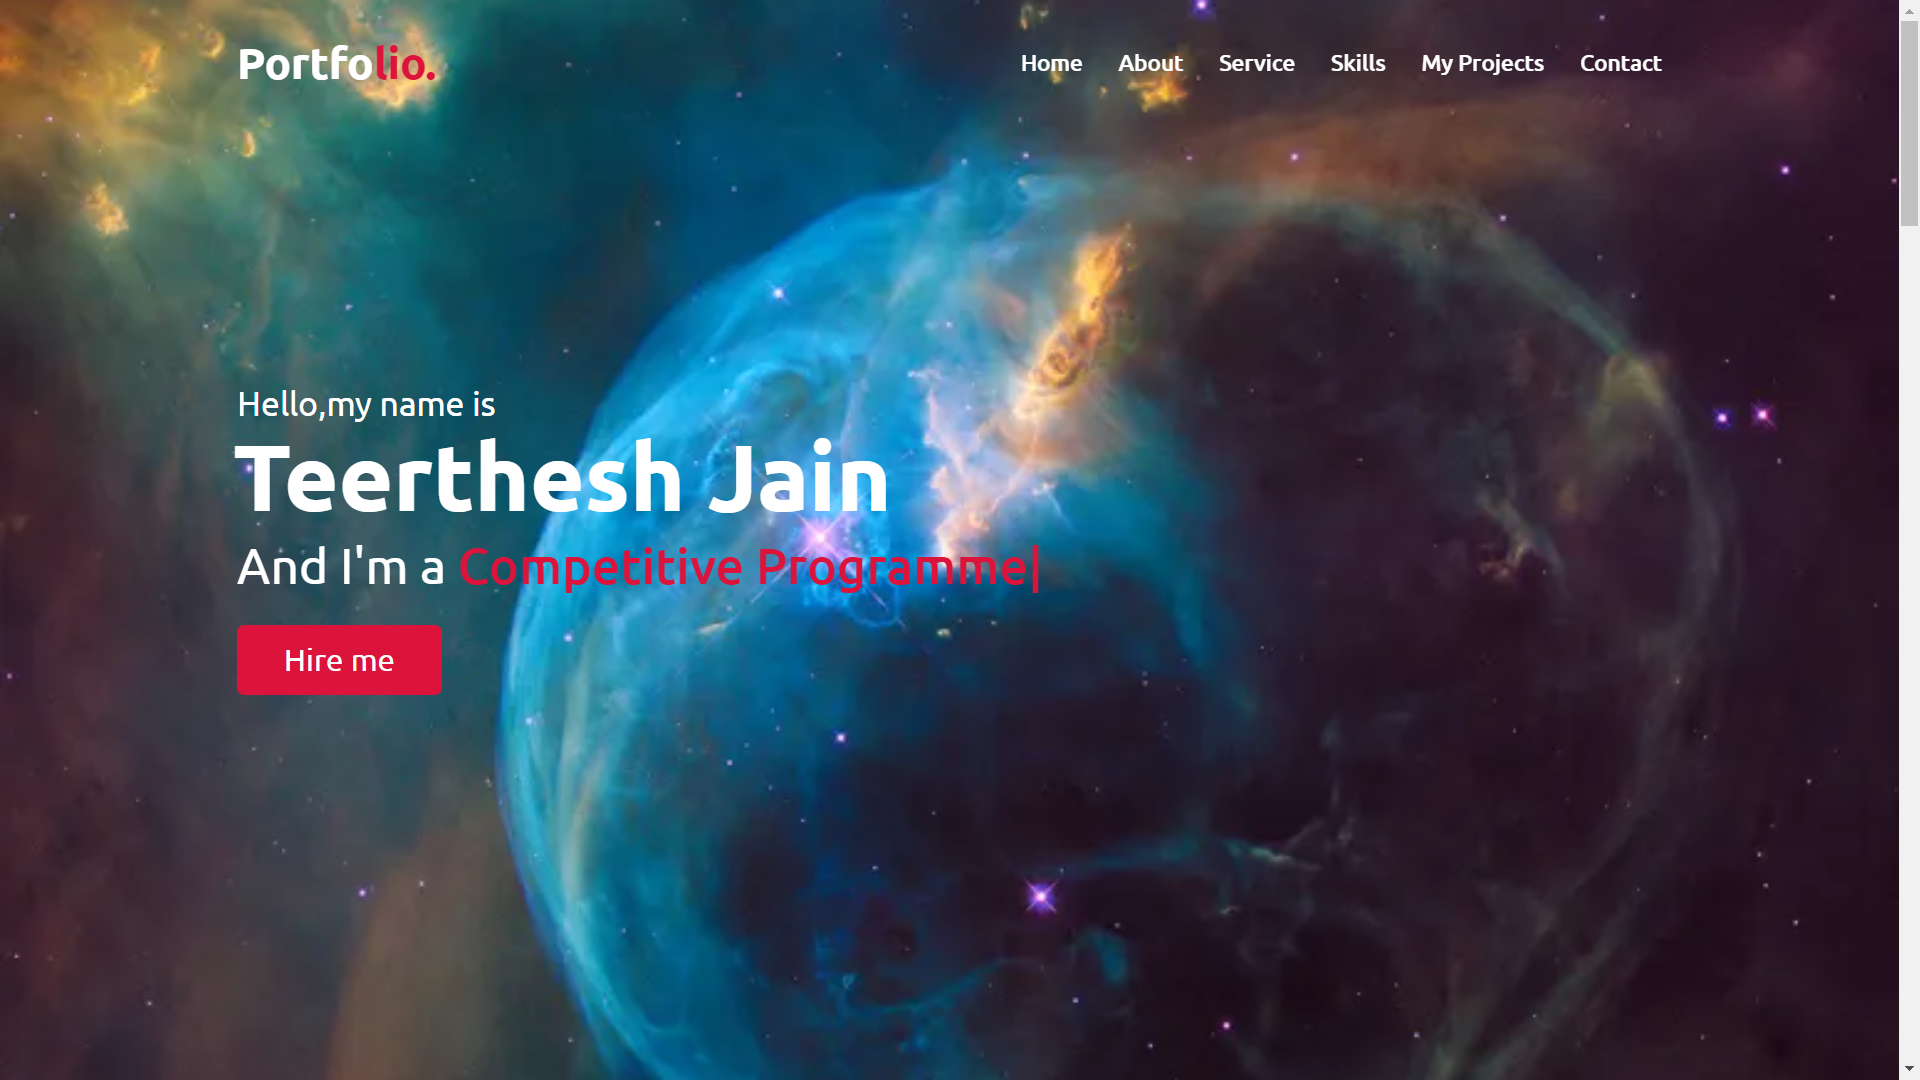 Portfolio.
Home About Service Skills My Projects Contact
Hello,my name is
Teerthesh Jain
And I'm a Competitive Programme|
Hire me